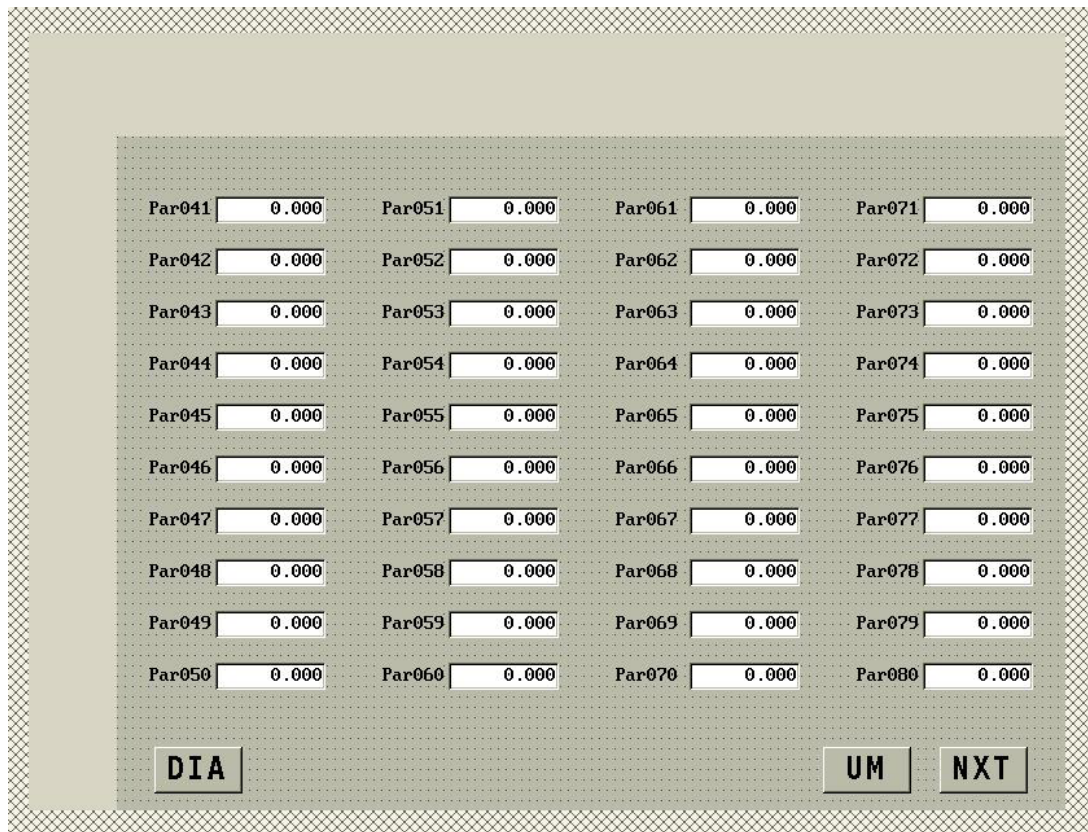 Par041 0.000 Par051 0.000 Par061 0.000 Par071 0.000
Par042 0.000 Par052 0.000 Par062 0.000 Par072 0.000
Par043 0.000 Par053 0.000 Par063 0.000 Par073 0.000
Par044 0.000 Par054 0.000 Par064 0.000 Par074 0.000
Par045 0.000 Par055 0.000 Par065 0.000 Par075 0.000
Par046 0.000 Par056 0.000 Par066 0.000 Par076 0.000
Par047 0.000 Par057 0.000 Par067 0.000 Par077 0.000
Par048 0.000 Par058 0.000 Par068 0.000 Par078 0.000
Par049 0.000 Par059 0.000 Par069 0.000 Par079 0.000
Par050 0.000 Par060 0.000 Par070 0.000 Par080 0.000
DIA UM NXT